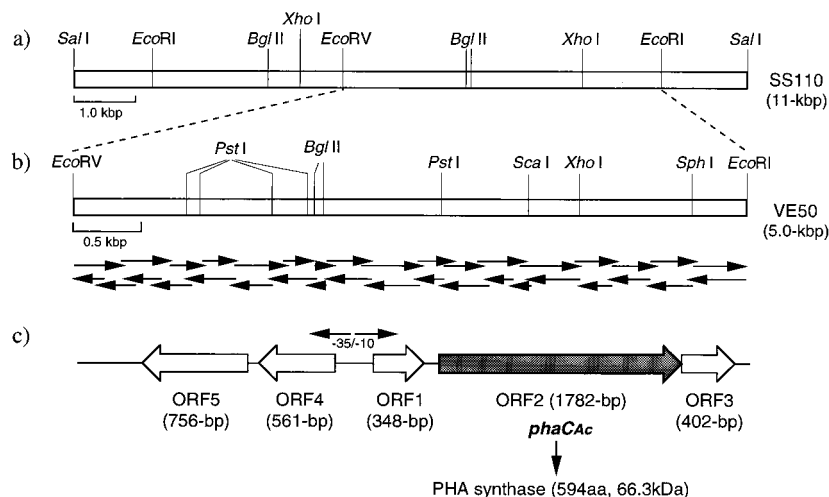 a)
Sal I
EcoRI
Bgl II
Xho I
EcoRV
Bgl II
Xho I
EcoRI
Sal I
SS110
(11-kbp)
1.0 kbp
b)
EcoRV
Pst I
Bgl II
Pst I
Sca I
Xho I
Sph I
EcoRI
VE50
(5.0-kbp)
0.5 kbp
c)
-35/-10
ORF5
(756-bp)
ORF4
(561-bp)
ORF1
(348-bp)
ORF2 (1782-bp)
phaCAc
ORF3
(402-bp)
PHA synthase (594aa, 66.3kDa)